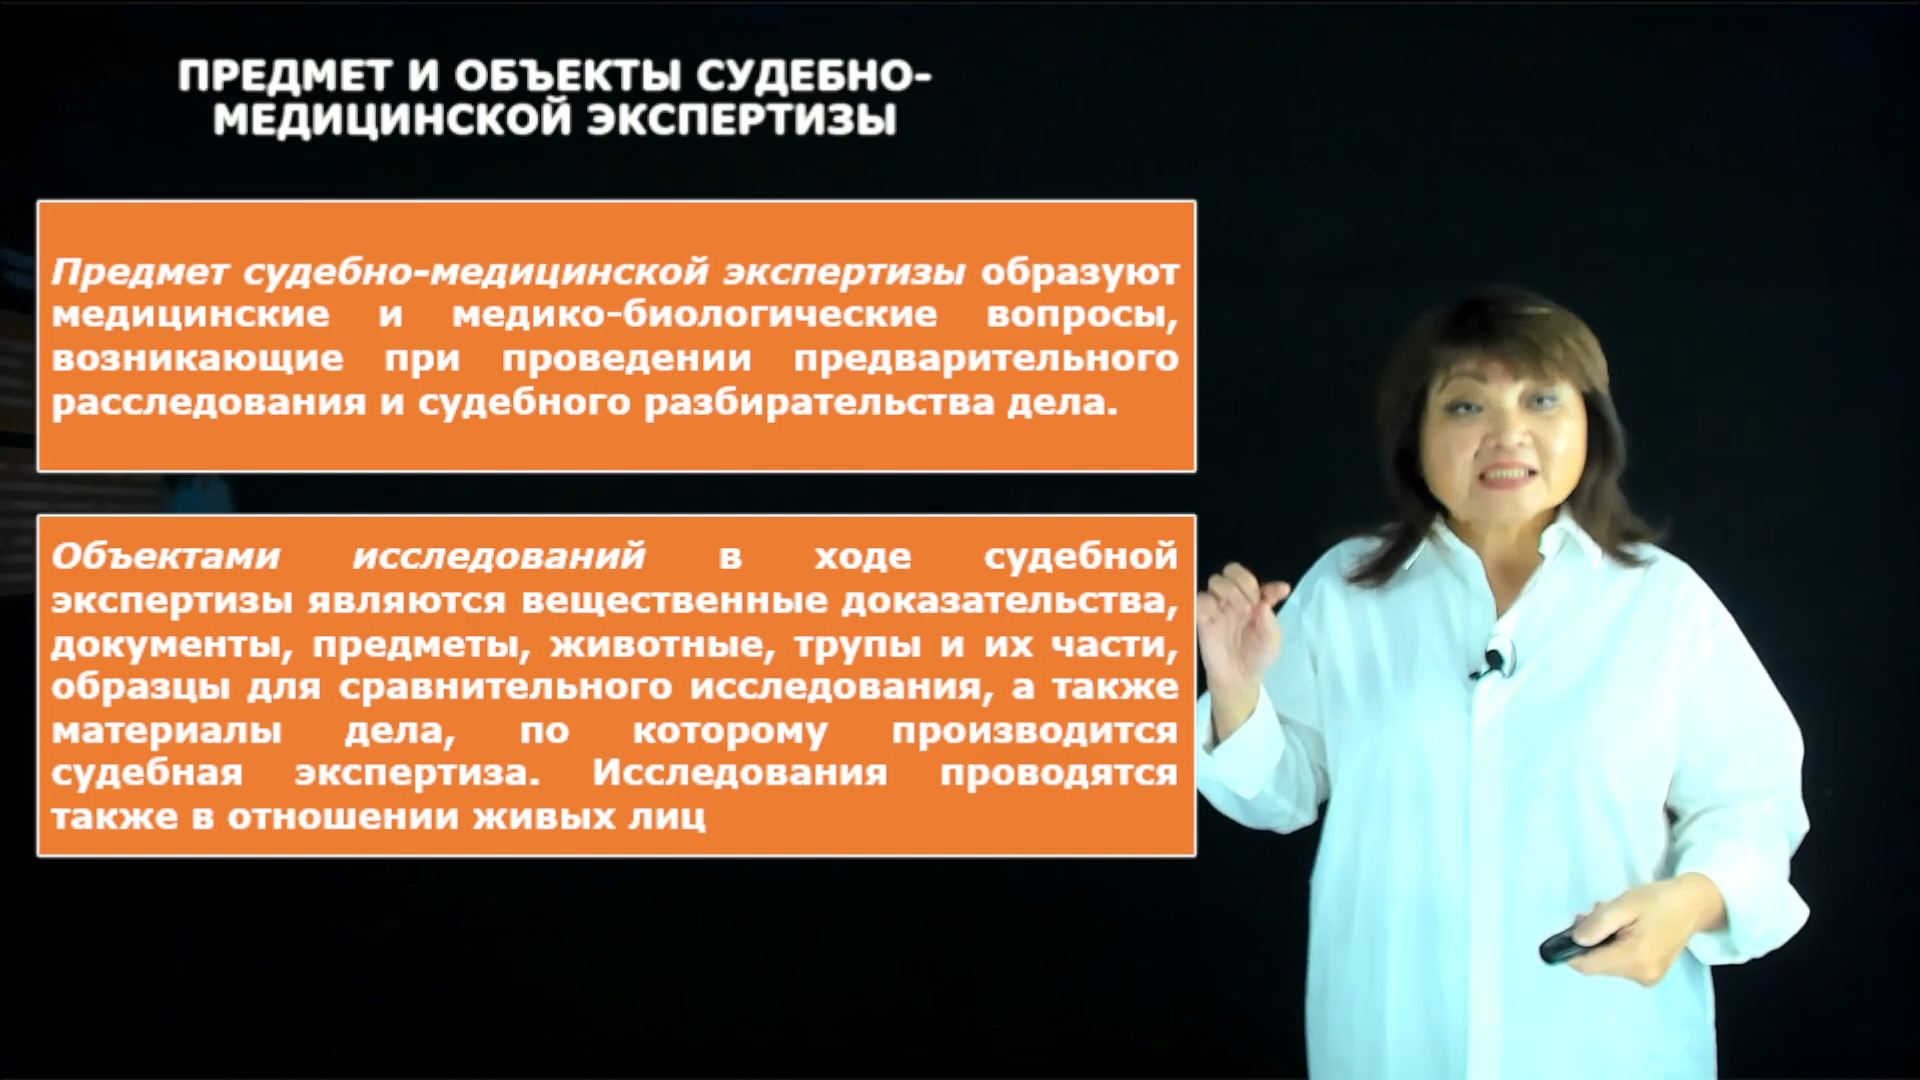 ПРЕДМЕТ И ОБЪЕКТЫ СУДЕБНО-
МЕДИЦИНСКОЙ ЭКСПЕРТИЗЫ
Предмет судебно-медицинской экспертизы образуют
медицинские и медико-биологические вопросы,
возникающие при проведении предварительного
расследования и судебного разбирательства дела.
Объектами исследований в ходе судебной
экспертизы являются вещественные доказательства,
документы, предметы, животные, трупы и их части,
образцы для сравнительного исследования, а также
материалы дела, по которому производится
судебная экспертиза. Исследования проводятся
также в отношении живых лиц